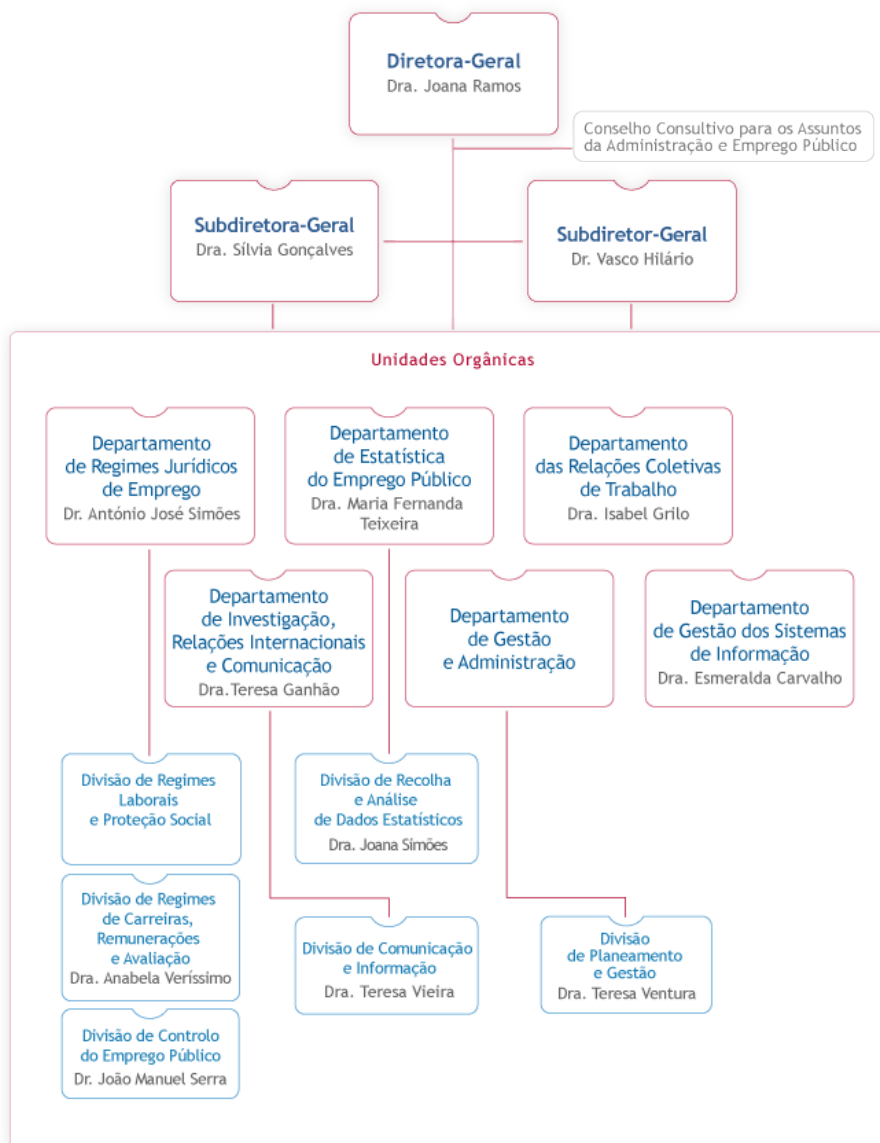 Diretora-Geral
Dra. Joana Ramos
Conselho Consultivo para os Assuntos
da Administração e Emprego Público
Subdiretora-Geral
Dra. Sílvia Gonçalves
Subdiretor-Geral
Dr. Vasco Hilário
Unidades Orgânicas
Departamento
de Regimes Jurídicos
de Emprego
Dr. António José Simões
Departamento
de Estatística
do Emprego Público
Dra. Maria Fernanda
Teixeira
Departamento
das Relações Coletivas
de Trabalho
Dra. Isabel Grilo
Departamento
de Investigação,
Relações Internacionais
e Comunicação
Dra.Teresa Ganhão
Departamento
de Gestão
e Administração
Departamento
de Gestão dos Sistemas
de Informação
Dra. Esmeralda Carvalho
Divisão de Regimes
Laborais
e Proteção Social
Divisão de Recolha
e Análise
de Dados Estatísticos
Dra. Joana Simões
Divisão de Regimes
de Carreiras,
Remunerações
e Avaliação
Dra. Anabela Veríssimo
Divisão de Comunicação
e Informação
Dra. Teresa Vieira
Divisão
de Planeamento
e Gestão
Dra. Teresa Ventura
Divisão de Controlo
do Emprego Público
Dr. João Manuel Serra